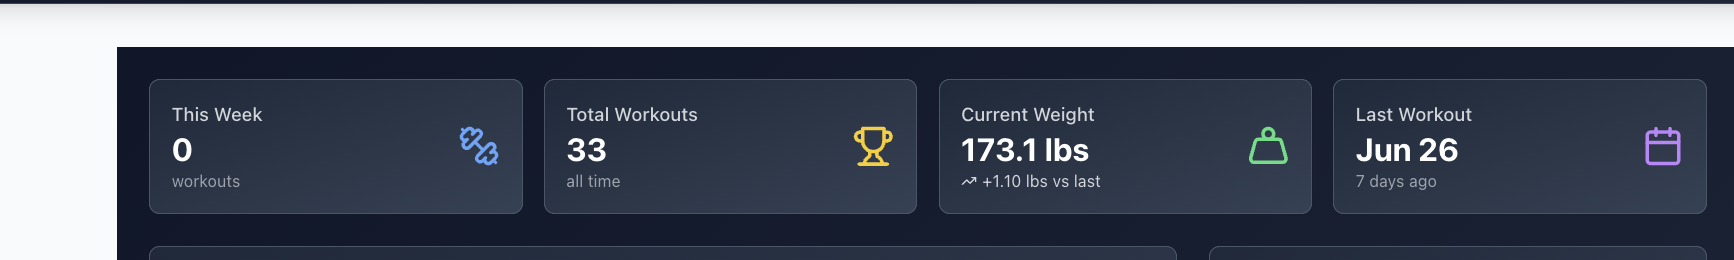 This Week
0
workouts
Total Workouts
33
all time
Current Weight
173.1 lbs
+1.10 lbs vs last
Last Workout
Jun 26
7 days ago